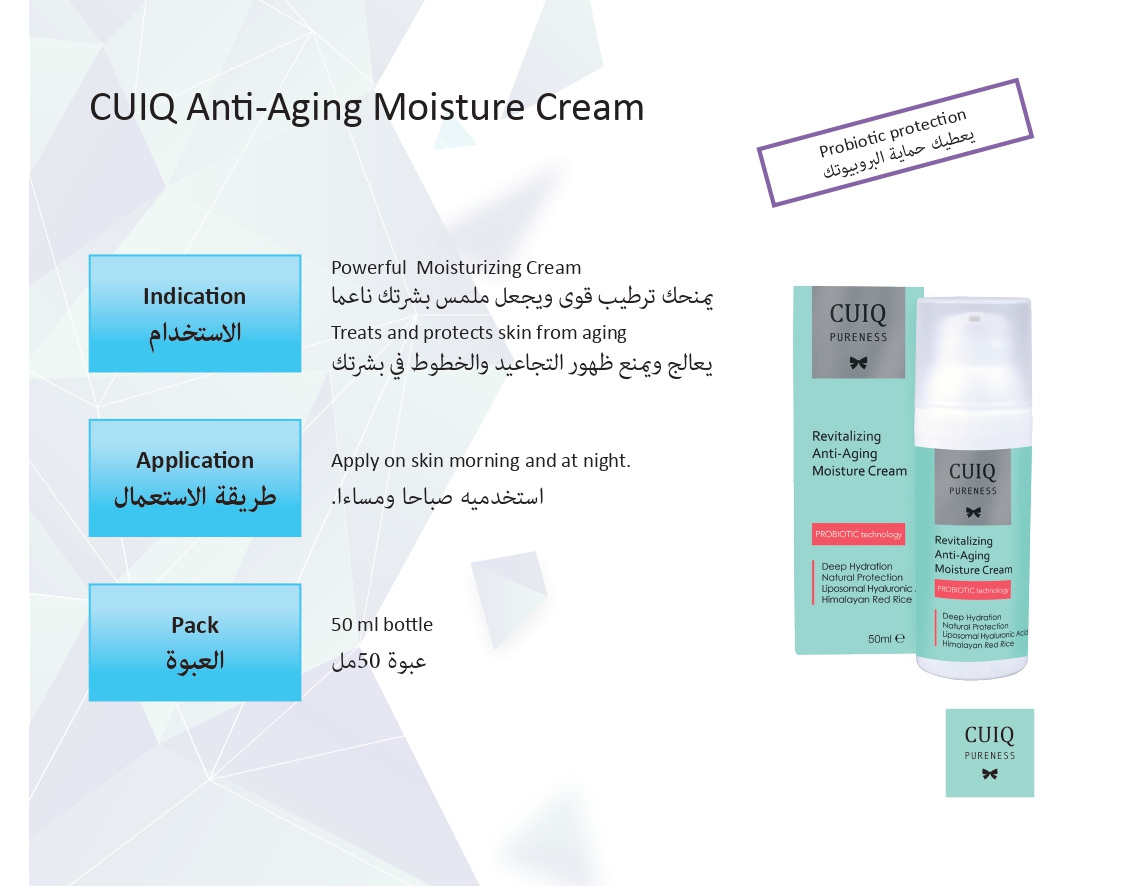 CUIQ Anti-Aging Moisture Cream
Probiotic protection
يعطيك حماية البروبيوتك
Indication
الاستخدام
Powerful  Moisturizing Cream
يمنحك ترطيب قوى ويجعل ملمس بشرتك ناعما
Treats and protects skin from aging
يعالج ويمنع ظهور التجاعيد والخطوط في بشرتك
Application
طريقة الاستعمال
Apply on skin morning and at night.
استخدميه صباحا ومساءا.
Pack
العبوة
50 ml bottle
عبوة 50مل
CUIQ
PURENESS
Revitalizing
Anti-Aging
Moisture Cream
PROBIOTIC technology
Deep Hydration
Natural Protection
Liposomal Hyaluronic
Himalayan Red Rice
50ml ℮
CUIQ
PURENESS
Revitalizing
Anti-Aging
Moisture Cream
PROBIOTIC technology
Deep Hydration
Natural Protection
Liposomal Hyaluronic Acid
Himalayan Red Rice
CUIQ
PURENESS